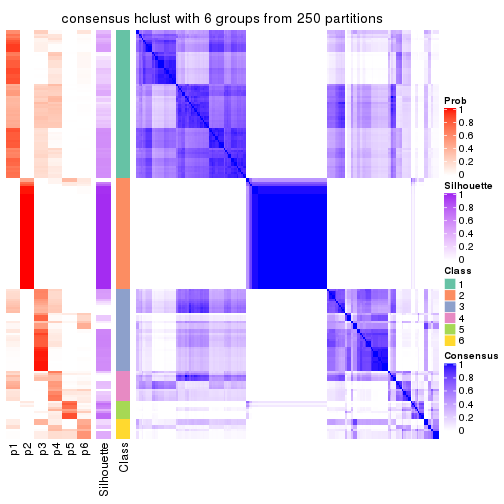 consensus hclust with 6 groups from 250 partitions
Prob
1
0.8
0.6
0.4
0.2
0
Silhouette
1
0.8
0.6
0.4
0.2
0
Class
1
2
3
4
5
6
Consensus
1
0.8
0.6
0.4
0.2
0
p1
p2
p3
p4
p5
p6
Silhouette
Class